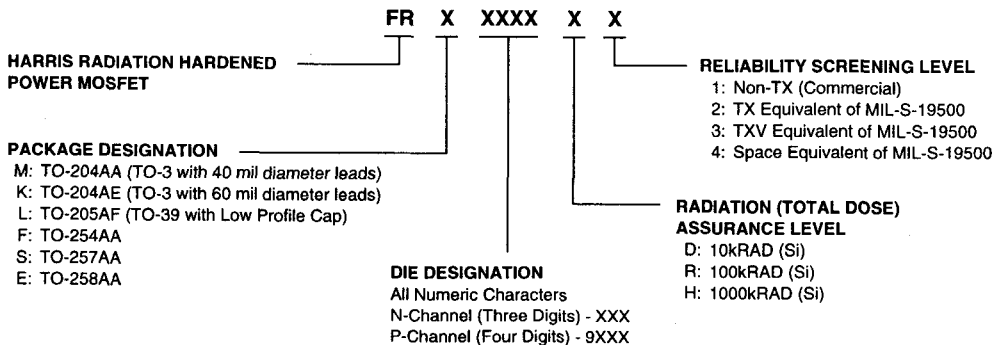 FR X XXXX X X
HARRIS RADIATION HARDENED
POWER MOSFET
PACKAGE DESIGNATION
M: TO-204AA (TO-3 with 40 mil diameter leads)
K: TO-204AE (TO-3 with 60 mil diameter leads)
L: TO-205AF (TO-39 with Low Profile Cap)
F: TO-254AA
S: TO-257AA
E: TO-258AA
DIE DESIGNATION
All Numeric Characters
N-Channel (Three Digits) - XXX
P-Channel (Four Digits) - 9XXX
RELIABILITY SCREENING LEVEL
1: Non-TX (Commercial)
2: TX Equivalent of MIL-S-19500
3: TXV Equivalent of MIL-S-19500
4: Space Equivalent of MIL-S-19500
RADIATION (TOTAL DOSE)
ASSURANCE LEVEL
D: 10kRAD (Si)
R: 100kRAD (Si)
H: 1000kRAD (Si)